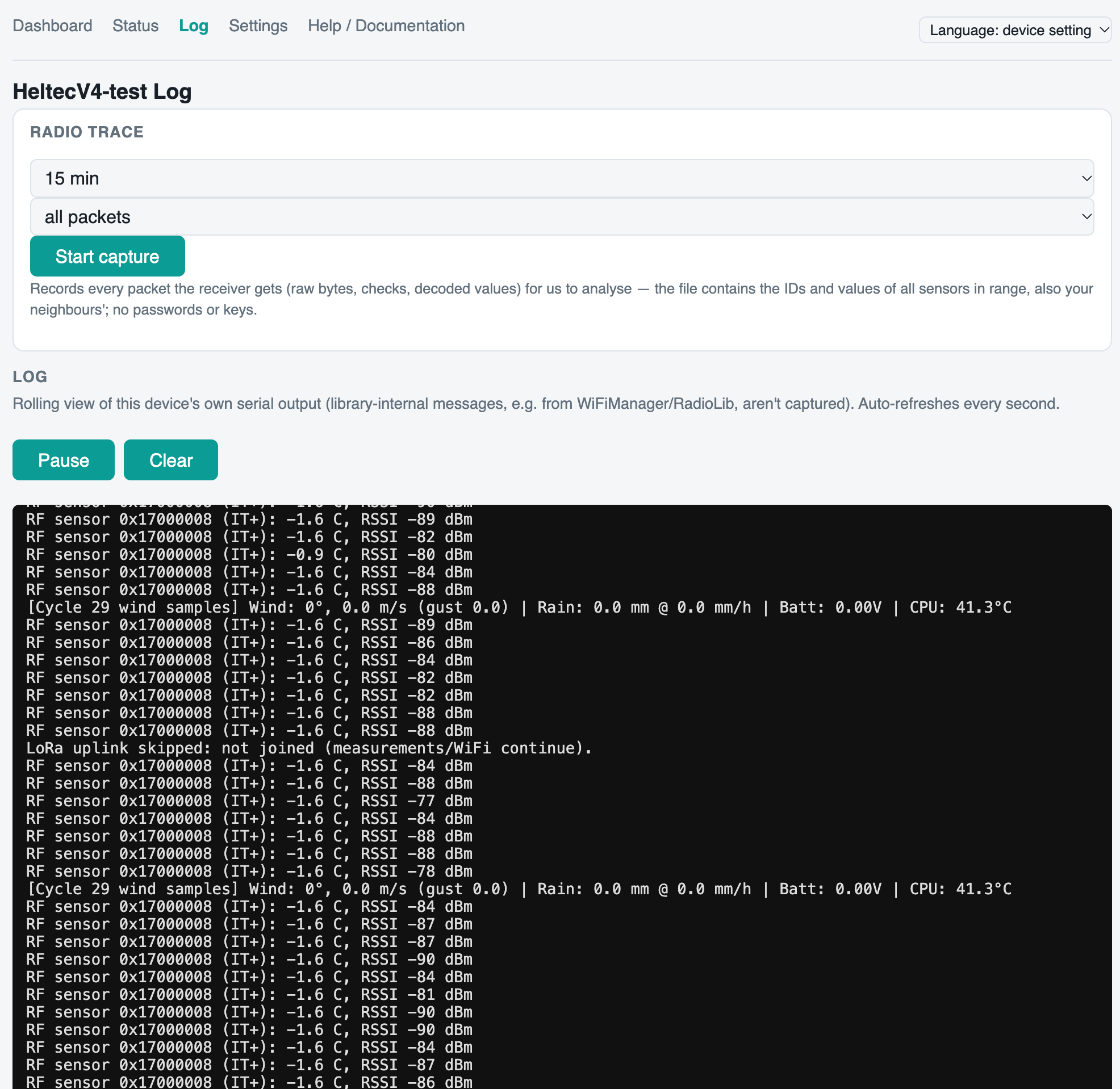 Dashboard Status Log Settings Help / Documentation
Language: device setting
HeltecV4-test Log
RADIO TRACE
15 min
all packets
Start capture
Records every packet the receiver gets (raw bytes, checks, decoded values) for us to analyse — the file contains the IDs and values of all sensors in range, also your
neighbours'; no passwords or keys.
LOG
Rolling view of this device's own serial output (library-internal messages, e.g. from WiFiManager/RadioLib, aren't captured). Auto-refreshes every second.
Pause Clear
RF sensor 0x17000008 (IT+): -1.6 C, RSSI -89 dBm
RF sensor 0x17000008 (IT+): -1.6 C, RSSI -82 dBm
RF sensor 0x17000008 (IT+): -0.9 C, RSSI -80 dBm
RF sensor 0x17000008 (IT+): -1.6 C, RSSI -84 dBm
RF sensor 0x17000008 (IT+): -1.6 C, RSSI -88 dBm
[Cycle 29 wind samples] Wind: 0°, 0.0 m/s (gust 0.0) | Rain: 0.0 mm @ 0.0 mm/h | Batt: 0.00V | CPU: 41.3°C
RF sensor 0x17000008 (IT+): -1.6 C, RSSI -89 dBm
RF sensor 0x17000008 (IT+): -1.6 C, RSSI -86 dBm
RF sensor 0x17000008 (IT+): -1.6 C, RSSI -84 dBm
RF sensor 0x17000008 (IT+): -1.6 C, RSSI -82 dBm
RF sensor 0x17000008 (IT+): -1.6 C, RSSI -82 dBm
RF sensor 0x17000008 (IT+): -1.6 C, RSSI -88 dBm
RF sensor 0x17000008 (IT+): -1.6 C, RSSI -88 dBm
LoRa uplink skipped: not joined (measurements/WiFi continue).
RF sensor 0x17000008 (IT+): -1.6 C, RSSI -84 dBm
RF sensor 0x17000008 (IT+): -1.6 C, RSSI -88 dBm
RF sensor 0x17000008 (IT+): -1.6 C, RSSI -77 dBm
RF sensor 0x17000008 (IT+): -1.6 C, RSSI -84 dBm
RF sensor 0x17000008 (IT+): -1.6 C, RSSI -88 dBm
RF sensor 0x17000008 (IT+): -1.6 C, RSSI -88 dBm
RF sensor 0x17000008 (IT+): -1.6 C, RSSI -78 dBm
[Cycle 29 wind samples] Wind: 0°, 0.0 m/s (gust 0.0) | Rain: 0.0 mm @ 0.0 mm/h | Batt: 0.00V | CPU: 41.3°C
RF sensor 0x17000008 (IT+): -1.6 C, RSSI -84 dBm
RF sensor 0x17000008 (IT+): -1.6 C, RSSI -87 dBm
RF sensor 0x17000008 (IT+): -1.6 C, RSSI -87 dBm
RF sensor 0x17000008 (IT+): -1.6 C, RSSI -90 dBm
RF sensor 0x17000008 (IT+): -1.6 C, RSSI -84 dBm
RF sensor 0x17000008 (IT+): -1.6 C, RSSI -81 dBm
RF sensor 0x17000008 (IT+): -1.6 C, RSSI -90 dBm
RF sensor 0x17000008 (IT+): -1.6 C, RSSI -90 dBm
RF sensor 0x17000008 (IT+): -1.6 C, RSSI -84 dBm
RF sensor 0x17000008 (IT+): -1.6 C, RSSI -87 dBm
RF sensor 0x17000008 (IT+): -1.6 C, RSSI -86 dBm